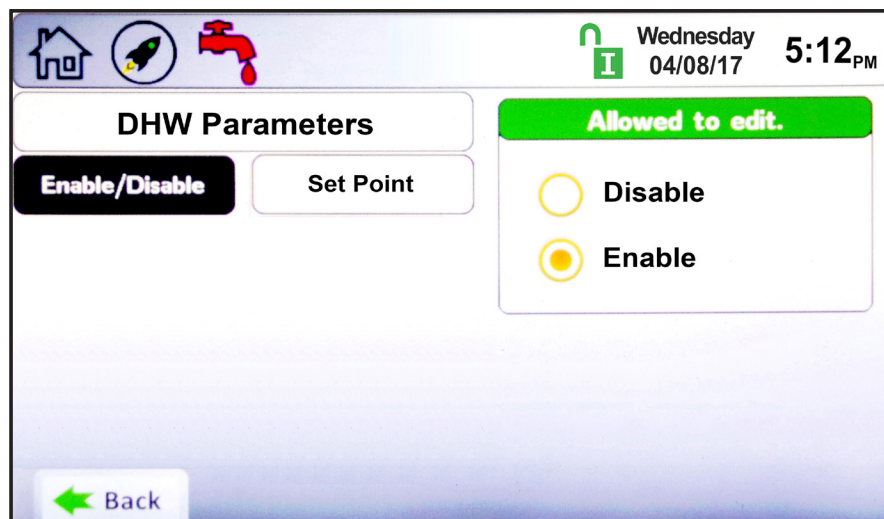 Wednesday
04/08/17
5:12PM
I
DHW Parameters
Allowed to edit.
Enable/Disable
Set Point
Disable
Enable
Back